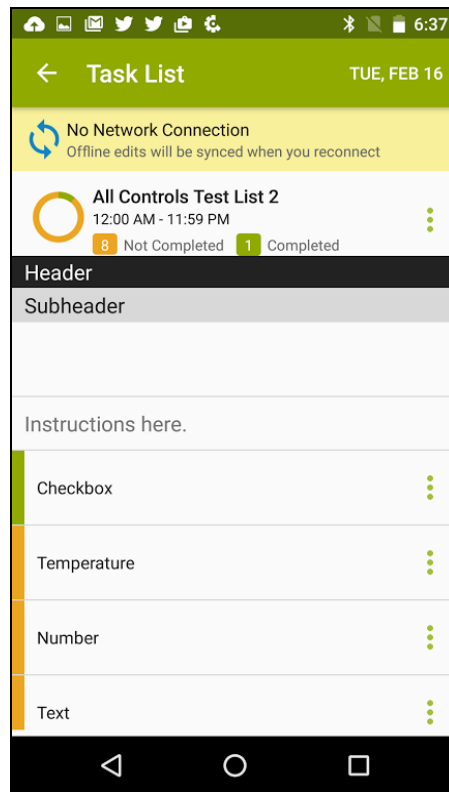 6:37
Task List TUE, FEB 16
No Network Connection
Offline edits will be synced when you reconnect
All Controls Test List 2
12:00 AM - 11:59 PM
8 Not Completed 1 Completed
Header
Subheader
Instructions here.
Checkbox
Temperature
Number
Text